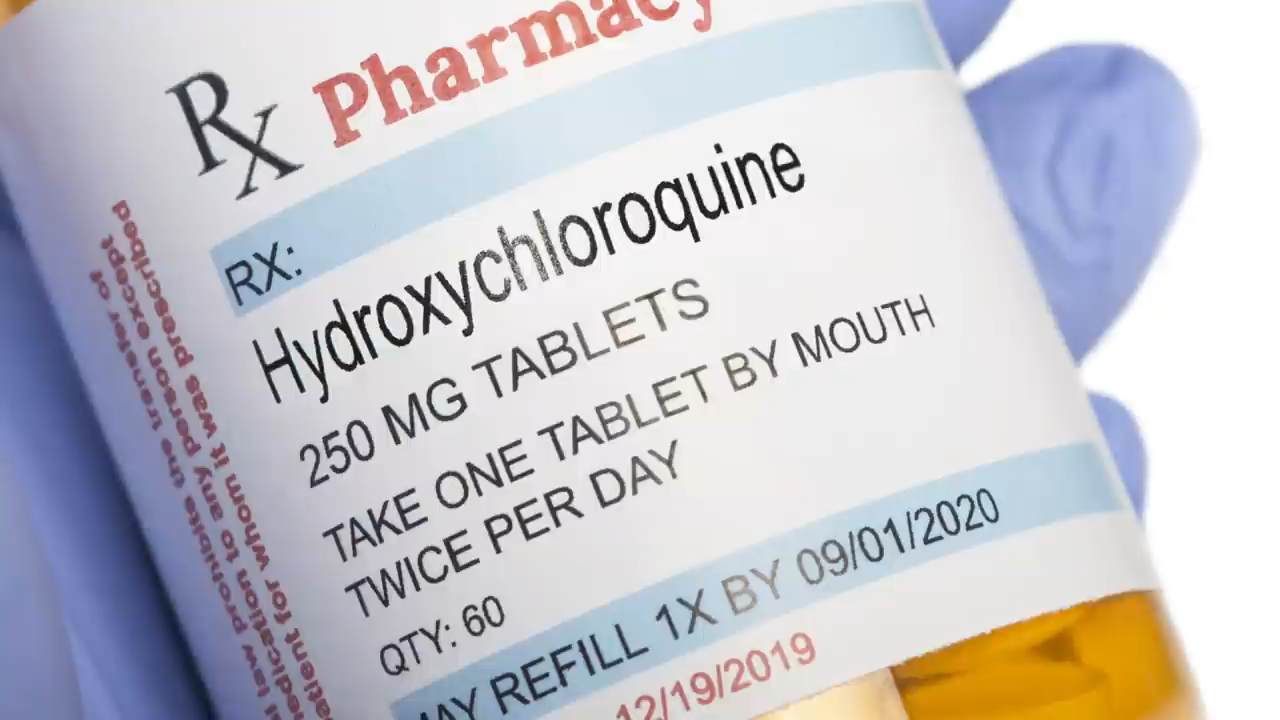 Rx Pharmacy
RX:
Hydroxychloroquine
250 MG TABLETS
TAKE ONE TABLET BY MOUTH
TWICE PER DAY
QTY: 60
MAY REFILL 1X BY 09/01/2020
12/19/2019
law prohibits the transfer of
medication to any person except
patient for whom it was prescribed